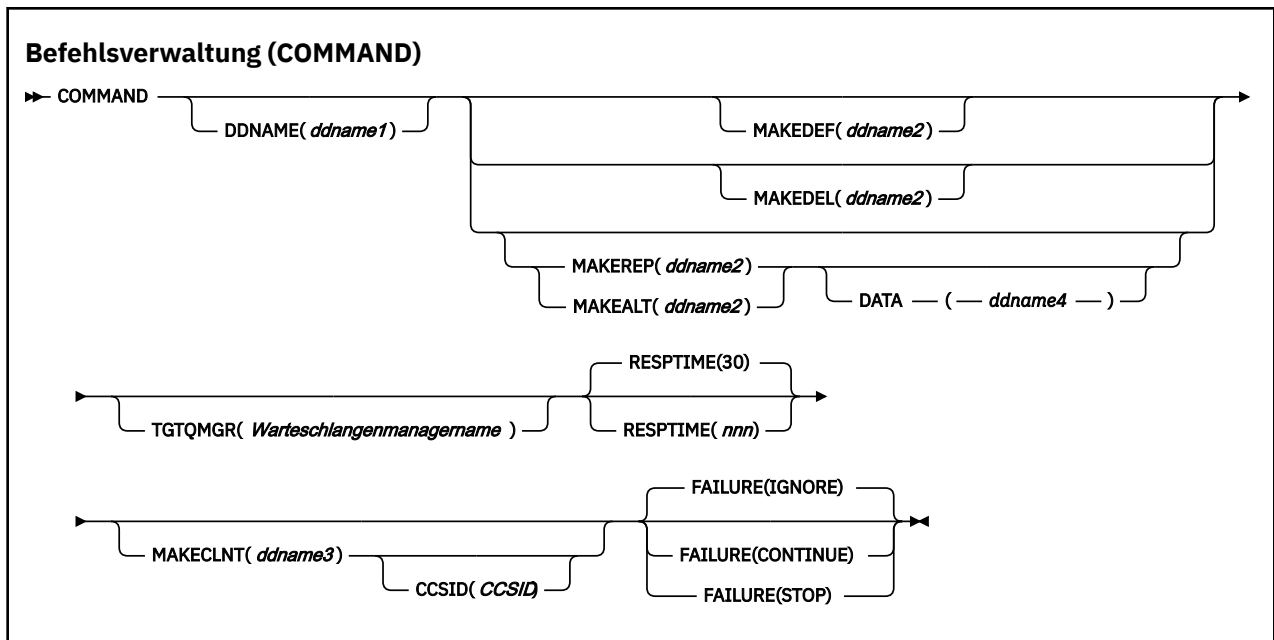 Befehlsverwaltung (COMMAND)
COMMAND
DDNAME( ddname1 )
MAKEDEF( ddname2 )
MAKEDEL( ddname2 )
MAKEREP( ddname2 )
MAKEALT( ddname2 )
DATA ( ddname4 )
RESPTIME(30)
TGTQMGR( Warteschlangenmanagername )
RESPTIME( nnn)
FAILURE(IGNORE)
MAKECLNT( ddname3 )
FAILURE(CONTINUE)
CCSID( CCSID)
FAILURE(STOP)